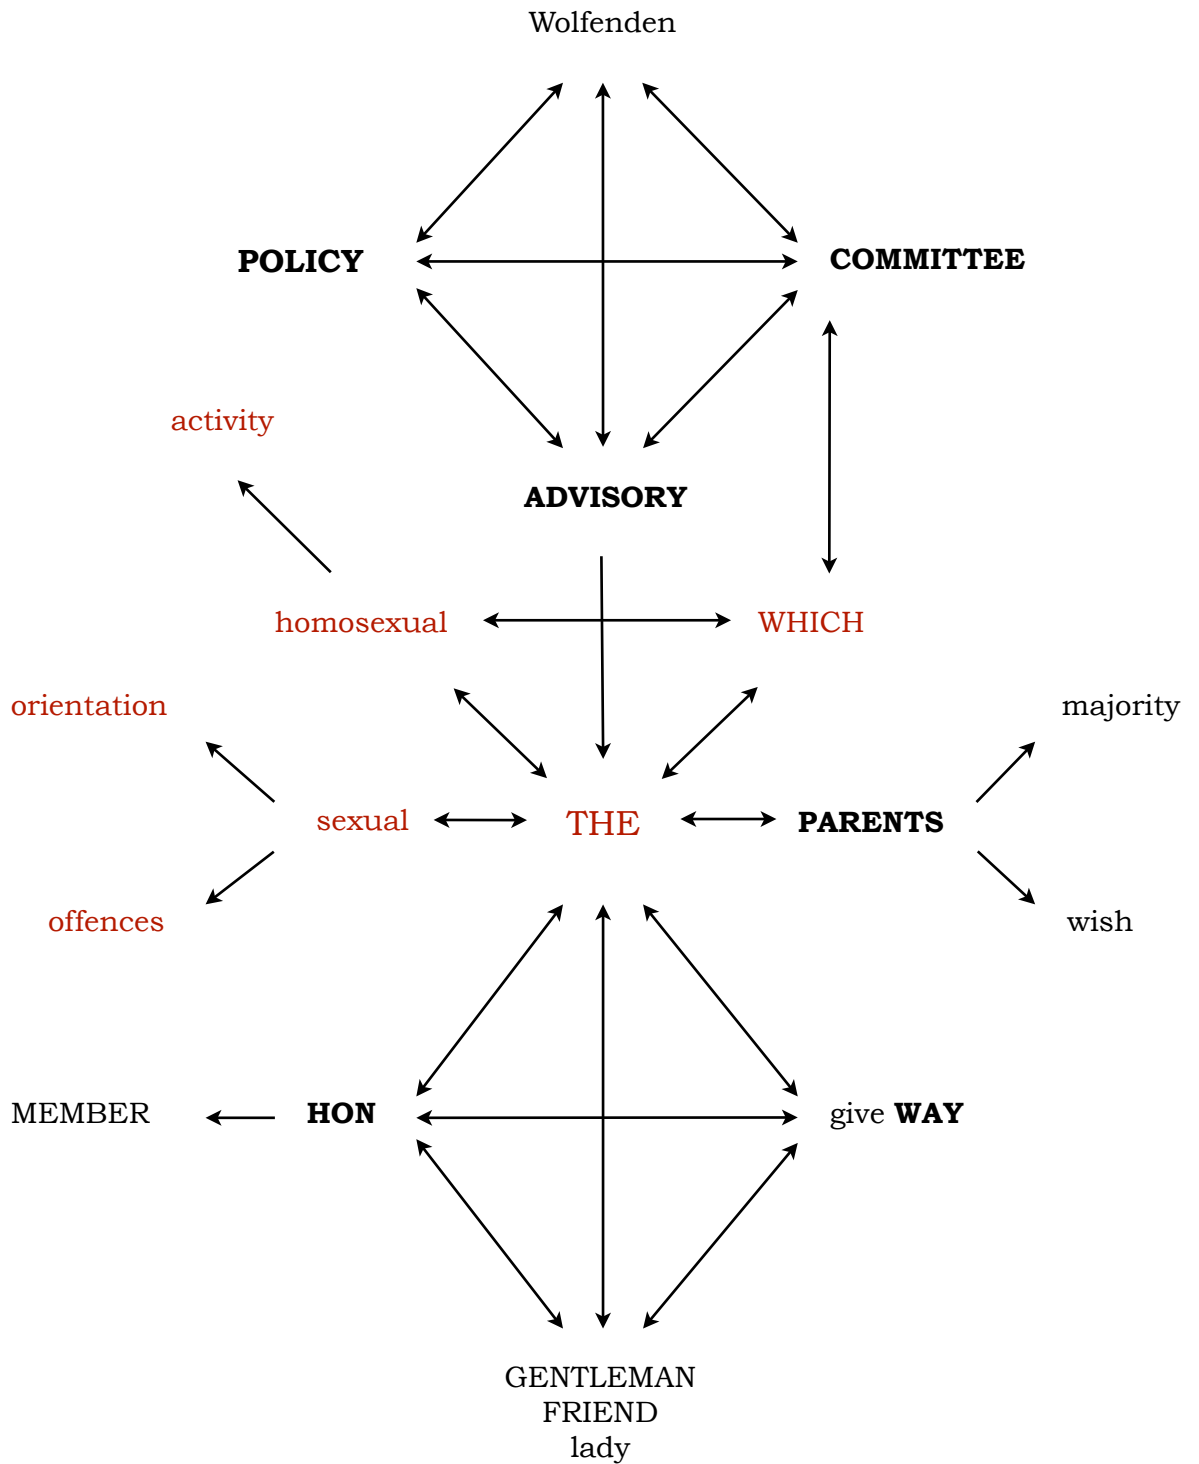 Wolfenden
POLICY
COMMITTEE
activity
ADVISORY
homosexual
WHICH
orientation
majority
sexual
THE
PARENTS
offences
wish
MEMBER
HON
give WAY
GENTLEMAN
FRIEND
lady